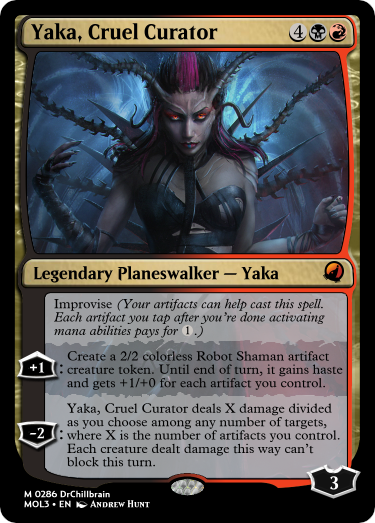 Yaka, Cruel Curator 4
Legendary Planeswalker — Yaka
Improvise (Your artifacts can help cast this spell.
Each artifact you tap after you're done activating
mana abilities pays for 1.)
+1: Create a 2/2 colorless Robot Shaman artifact
creature token. Until end of turn, it gains haste
and gets +1/+0 for each artifact you control.
-2: Yaka, Cruel Curator deals X damage divided
as you choose among any number of targets,
where X is the number of artifacts you control.
Each creature dealt damage this way can't
block this turn.
3
M 0286 DrChillbrain
MOL3 • EN Andrew Hunt